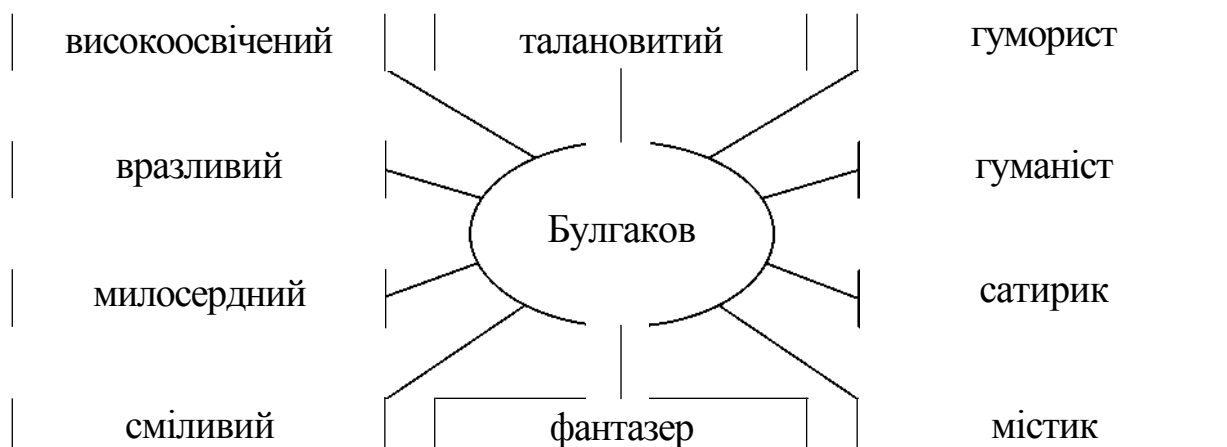 високоосвічений
талановитий
гуморист
вразливий
гуманіст
Булгаков
милосердний
сатирик
сміливий
фантазер
містик